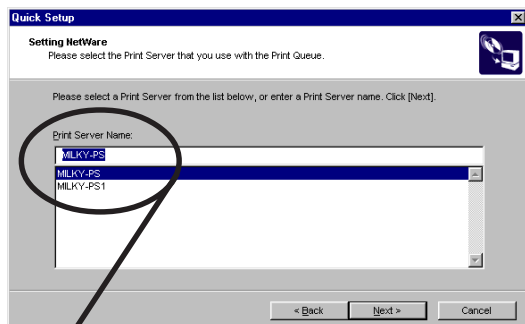 Quick Setup
Setting NetWare
Please select the Print Server that you use with the Print Queue.
Please select a Print Server from the list below, or enter a Print Server name. Click [Next].
Print Server Name:
MILKY-PS
MILKY-PS
MILKY-PS1
< Back Next > Cancel